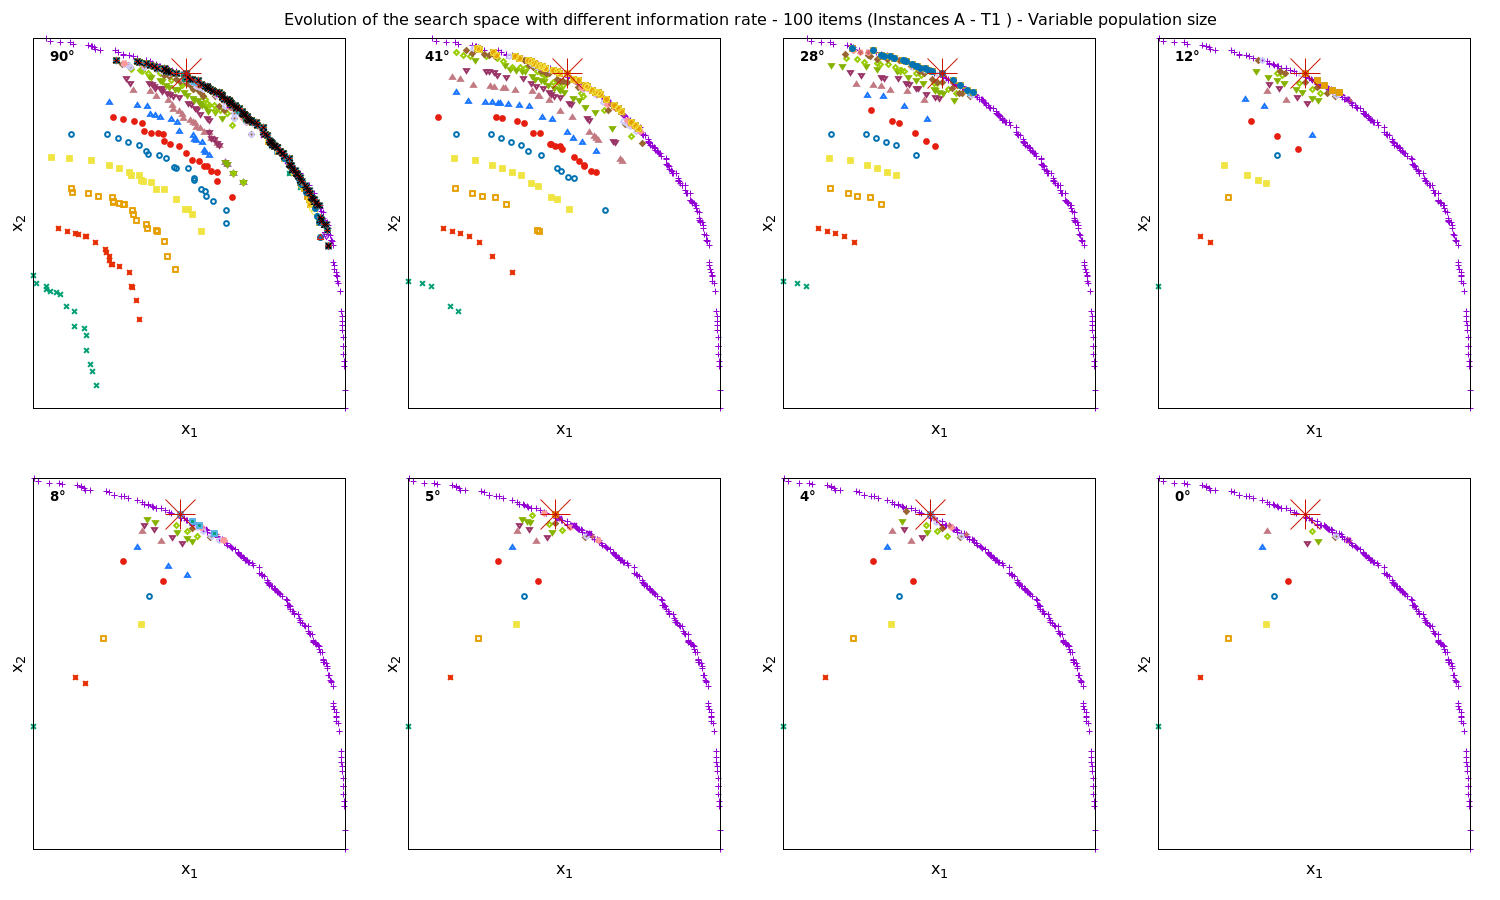 Evolution of the search space with different information rate - 100 items (Instances A - T1 ) - Variable population size
90°
41°
28°
12°
x2
x2
x2
x2
x1
x1
x1
x1
8°
5°
4°
0°
x2
x2
x2
x2
x1
x1
x1
x1